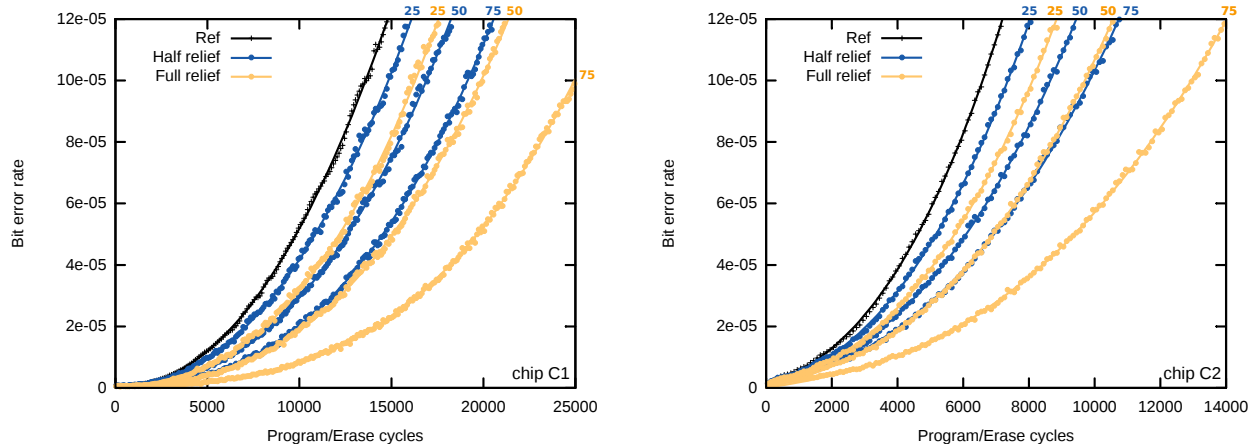 25 25 50 75 50
12e-05
Ref
Half relief
Full relief
10e-05
75
8e-05
Bit error rate
6e-05
4e-05
2e-05
chip C1
0
0 5000 10000 15000 20000 25000
Program/Erase cycles
25 25 50 50 75 75
12e-05
Ref
Half relief
Full relief
10e-05
8e-05
Bit error rate
6e-05
4e-05
2e-05
chip C2
0
0 2000 4000 6000 8000 10000 12000 14000
Program/Erase cycles